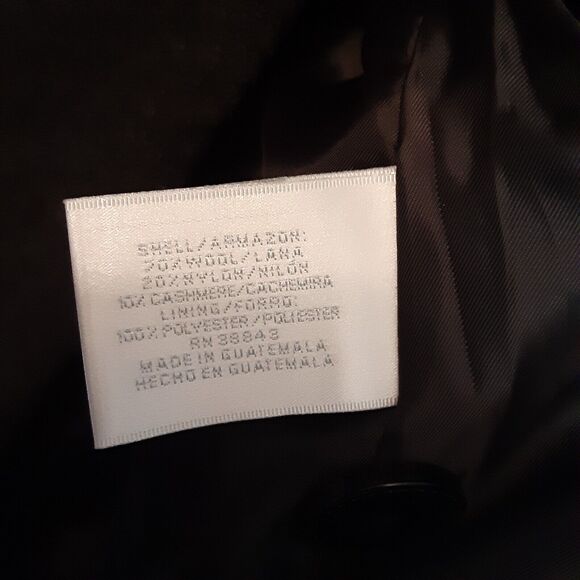 SHELL/ARMAZON:
70% WOOL/LANA
20% NYLON/NILÓN
10% CASHMERE/CACHEMIRA
LINING/FORRO:
100% POLYESTER/POLIESTER
RN 38843
MADE IN GUATEMALA
HECHO EN GUATEMALA